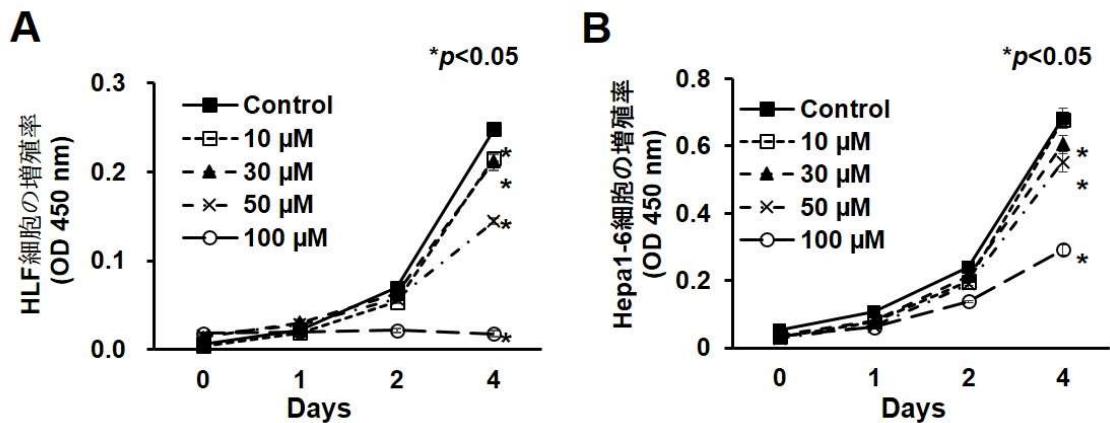 A
*p<0.05
HLF細胞の増殖率
(OD 450 nm)
0.3
0.2
0.1
0.0
Control
10 µM
30 µM
50 µM
100 µM
*
*
*
*
0
1
2
4
Days
B
*p<0.05
Hepa1-6細胞の増殖率
(OD 450 nm)
0.8
0.6
0.4
0.2
0
Control
10 µM
30 µM
50 µM
100 µM
*
*
*
0
1
2
4
Days